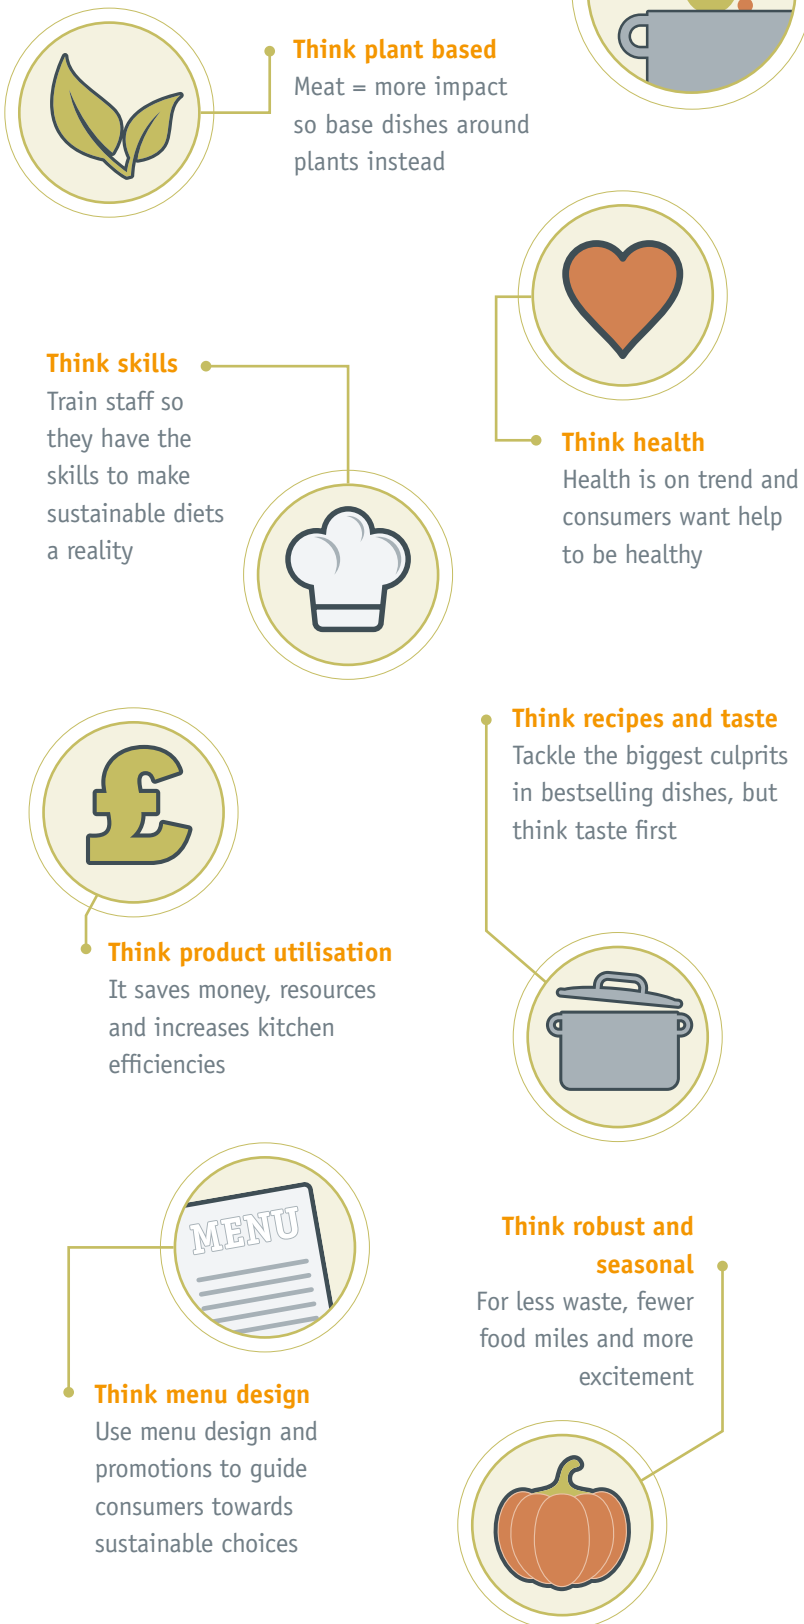 Think plant based
Meat = more impact
so base dishes around
plants instead
Think skills
Train staff so
they have the
skills to make
sustainable diets
a reality
Think health
Health is on trend and
consumers want help
to be healthy
Think recipes and taste
Tackle the biggest culprits
in bestselling dishes, but
think taste first
£
Think product utilisation
It saves money, resources
and increases kitchen
efficiencies
MENU
Think menu design
Use menu design and
promotions to guide
consumers towards
sustainable choices
Think robust and
seasonal
For less waste, fewer
food miles and more
excitement